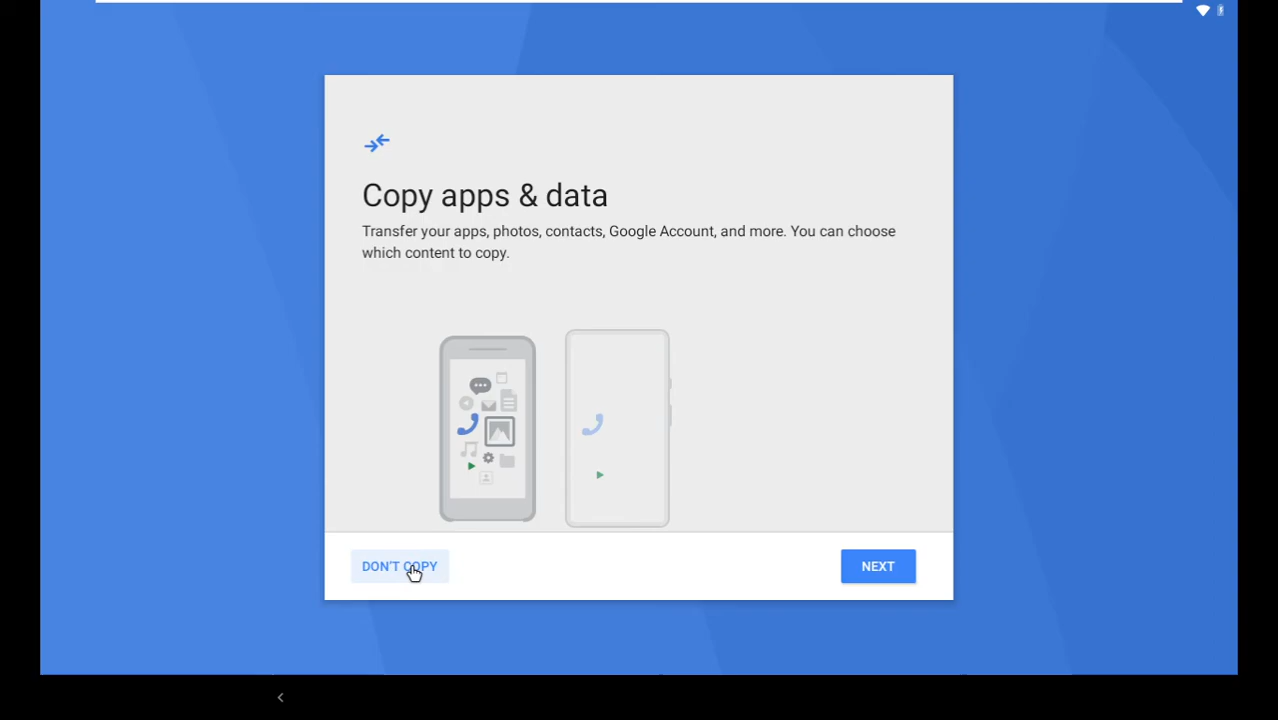 Copy apps & data
Transfer your apps, photos, contacts, Google Account, and more. You can choose
which content to copy.
DON'T COPY
NEXT